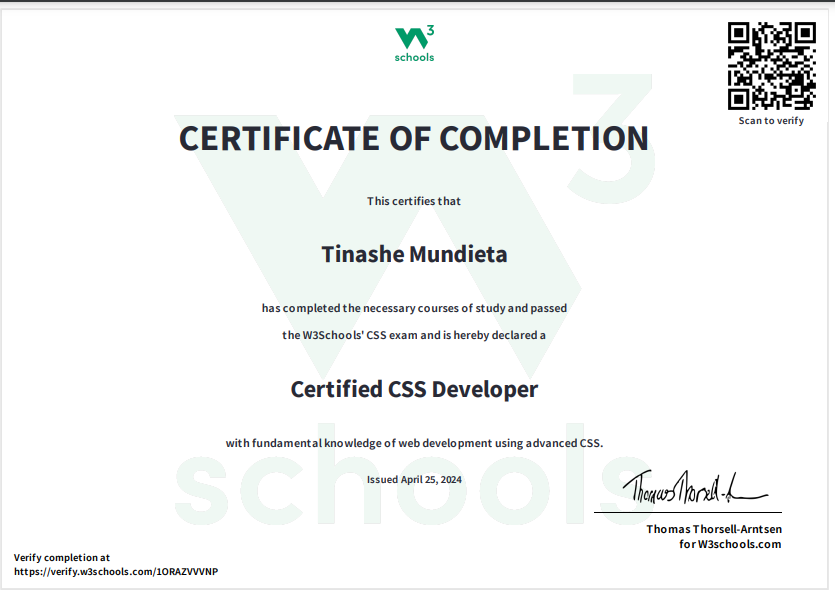 W3
schools
Scan to verify
CERTIFICATE OF COMPLETION
This certifies that
Tinashe Mundieta
has completed the necessary courses of study and passed
the W3Schools' CSS exam and is hereby declared a
Certified CSS Developer
with fundamental knowledge of web development using advanced CSS.
Issued April 25, 2024
Thomas Thorsell-A
Thomas Thorsell-Arntsen
for W3schools.com
Verify completion at
https://verify.w3schools.com/1ORAZVVVNP
W3
schools